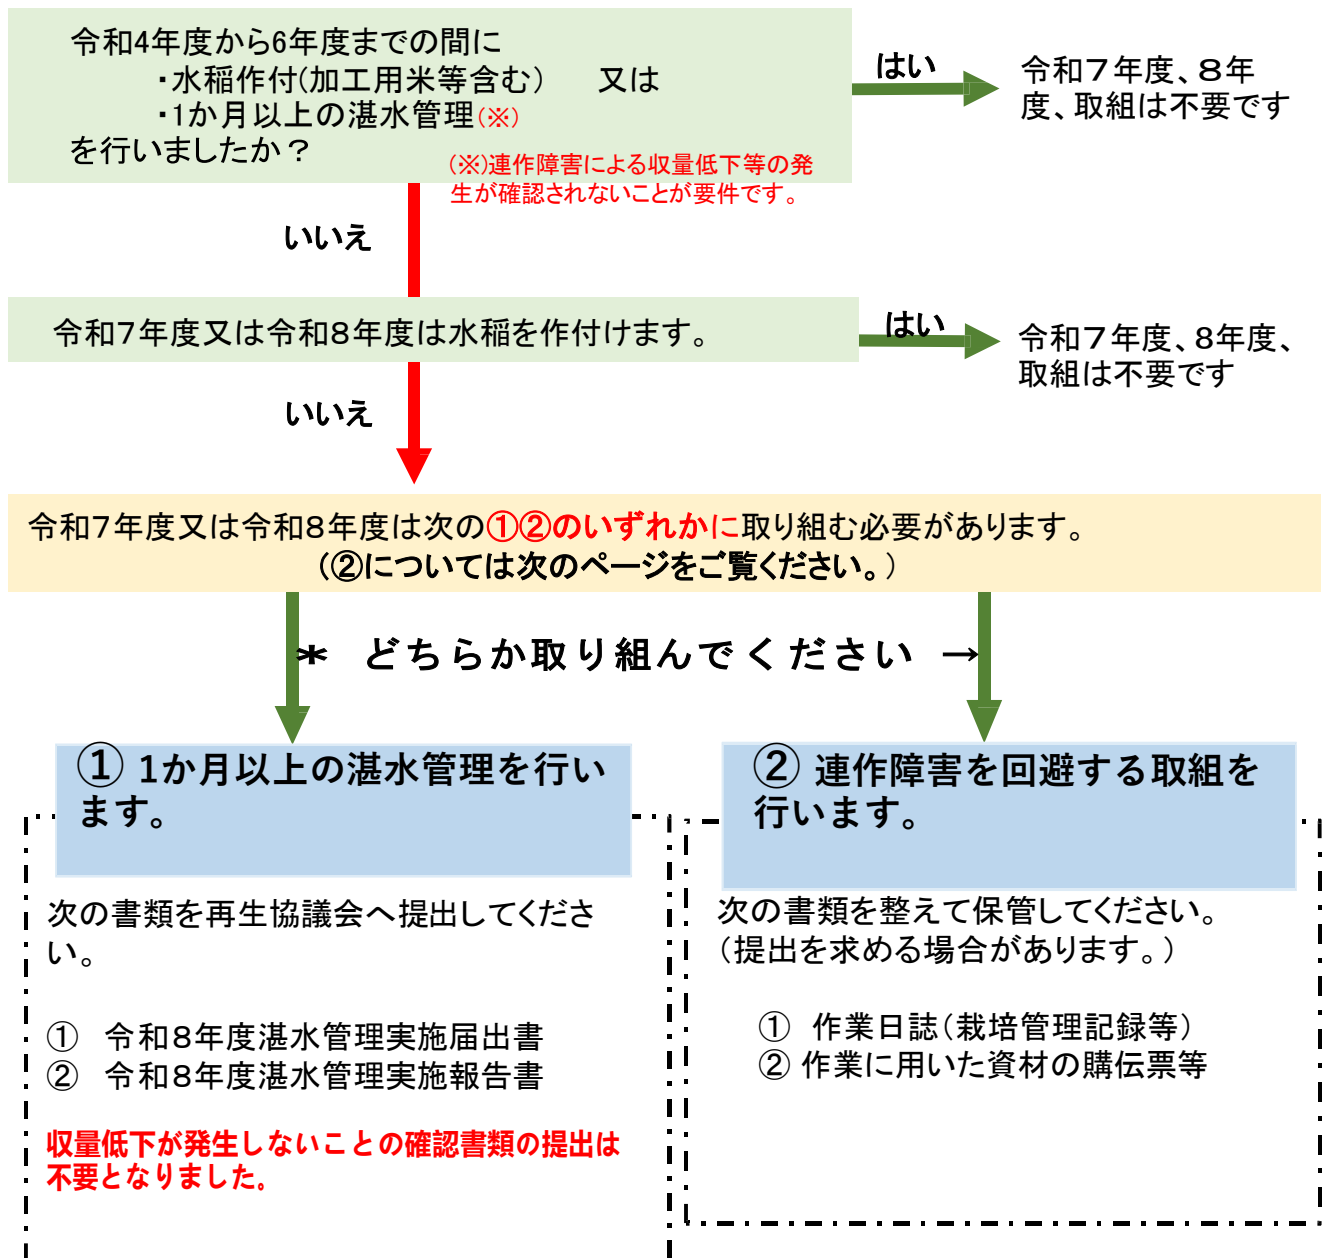 令和4年度から6年度までの間に
・水稲作付(加工用米等含む)　又は
・1か月以上の湛水管理(※)
を行いましたか？
(※)連作障害による収量低下等の発
生が確認されないことが要件です。
はい
令和７年度、８年
度、取組は不要です
いいえ
令和７年度又は令和８年度は水稲を作付けます。
はい
令和７年度、8年度、
取組は不要です
いいえ
令和７年度又は令和８年度は次の①②のいずれかに取り組む必要があります。
(②については次のページをご覧ください。)
＊　どちらか取り組んでください　→
① 1か月以上の湛水管理を行い
ます。
次の書類を再生協議会へ提出してくださ
い。
①　令和８年度湛水管理実施届出書
②　令和８年度湛水管理実施報告書
収量低下が発生しないことの確認書類の提出は
不要となりました。
② 連作障害を回避する取組を
行います。
次の書類を整えて保管してください。
（提出を求める場合があります。）
①　作業日誌（栽培管理記録等）
② 作業に用いた資材の購伝票等